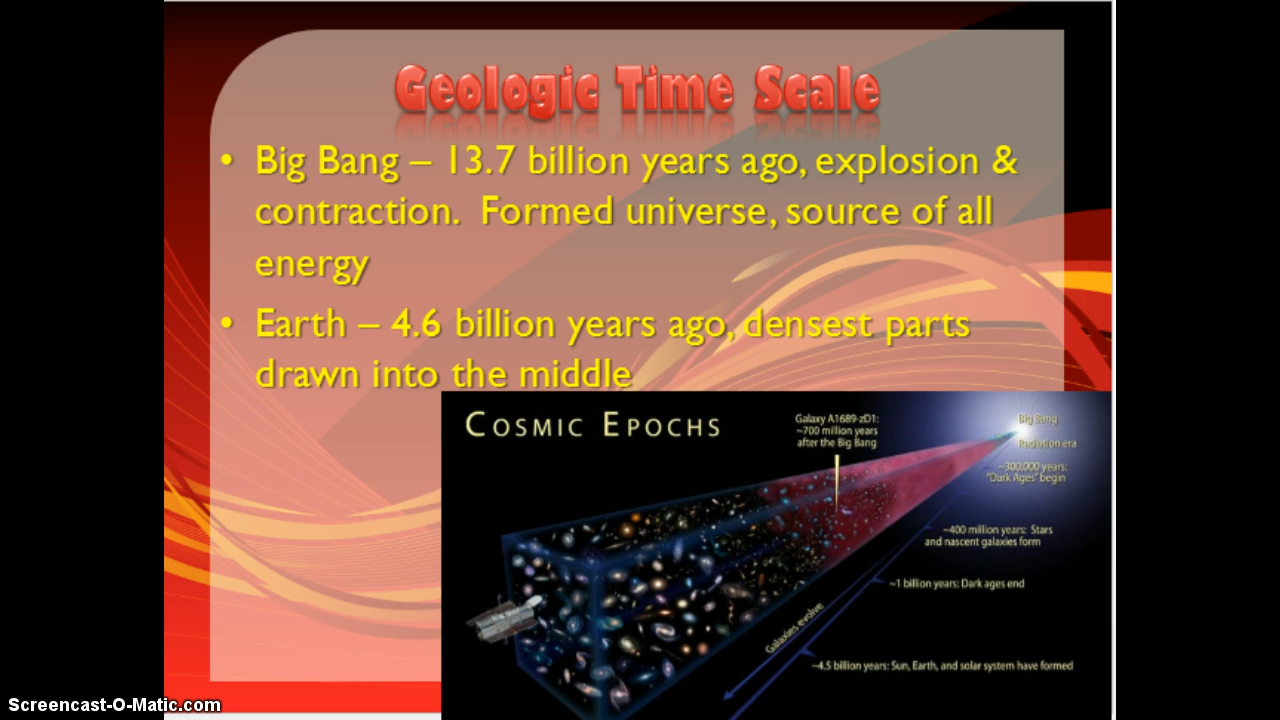 Geologic Time Scale
• Big Bang – 13.7 billion years ago, explosion &
contraction. Formed universe, source of all
energy
• Earth – 4.6 billion years ago, densest parts
drawn into the middle
COSMIC EPOCHS
Galaxy A1689-zD1:
~700 million years
after the Big Bang
Big Bang
Radiation era
~300,000 years:
"Dark Ages" begin
~400 million years: Stars
and nascent galaxies form
~1 billion years: Dark ages end
Galaxies evolve
~4.5 billion years: Sun, Earth, and solar system have formed
Screencast-O-Matic.com